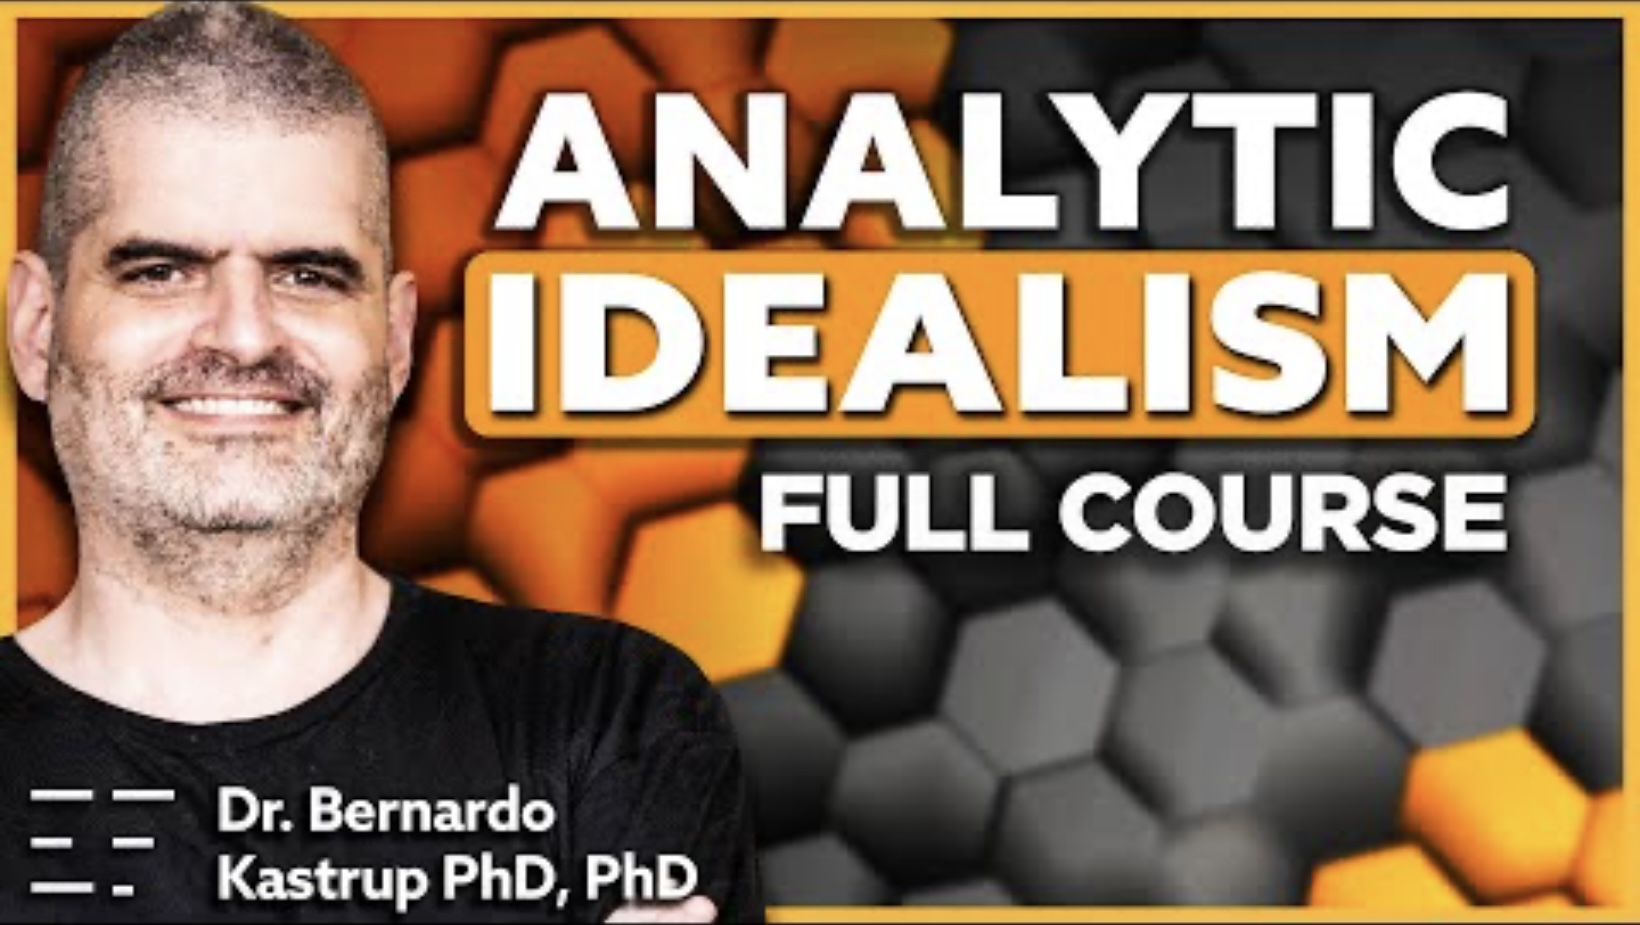 ANALYTIC
IDEALISM
FULL COURSE
Dr. Bernardo
Kastrup PhD, PhD